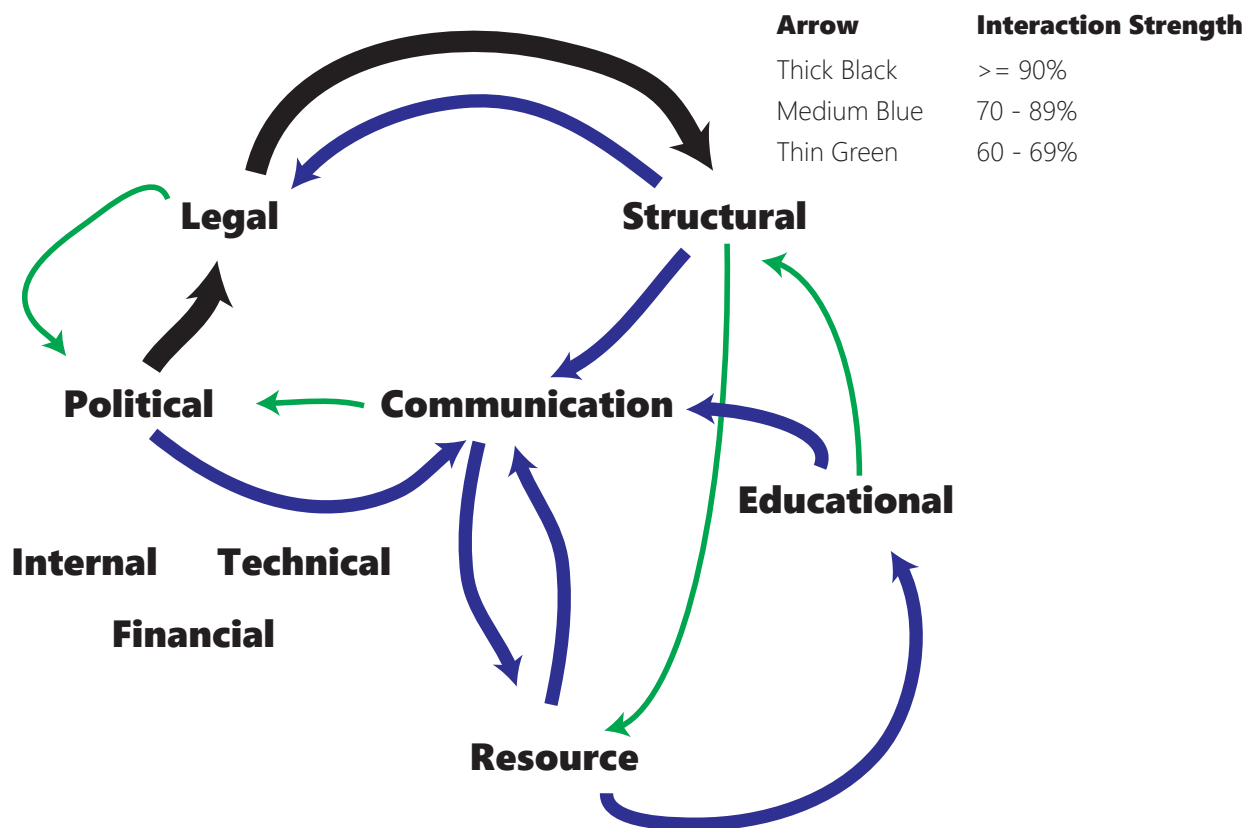 Arrow Interaction Strength
Thick Black >= 90%
Medium Blue 70 - 89%
Thin Green 60 - 69%
Legal Structural
Political Communication
Educational
Internal Technical
Financial
Resource